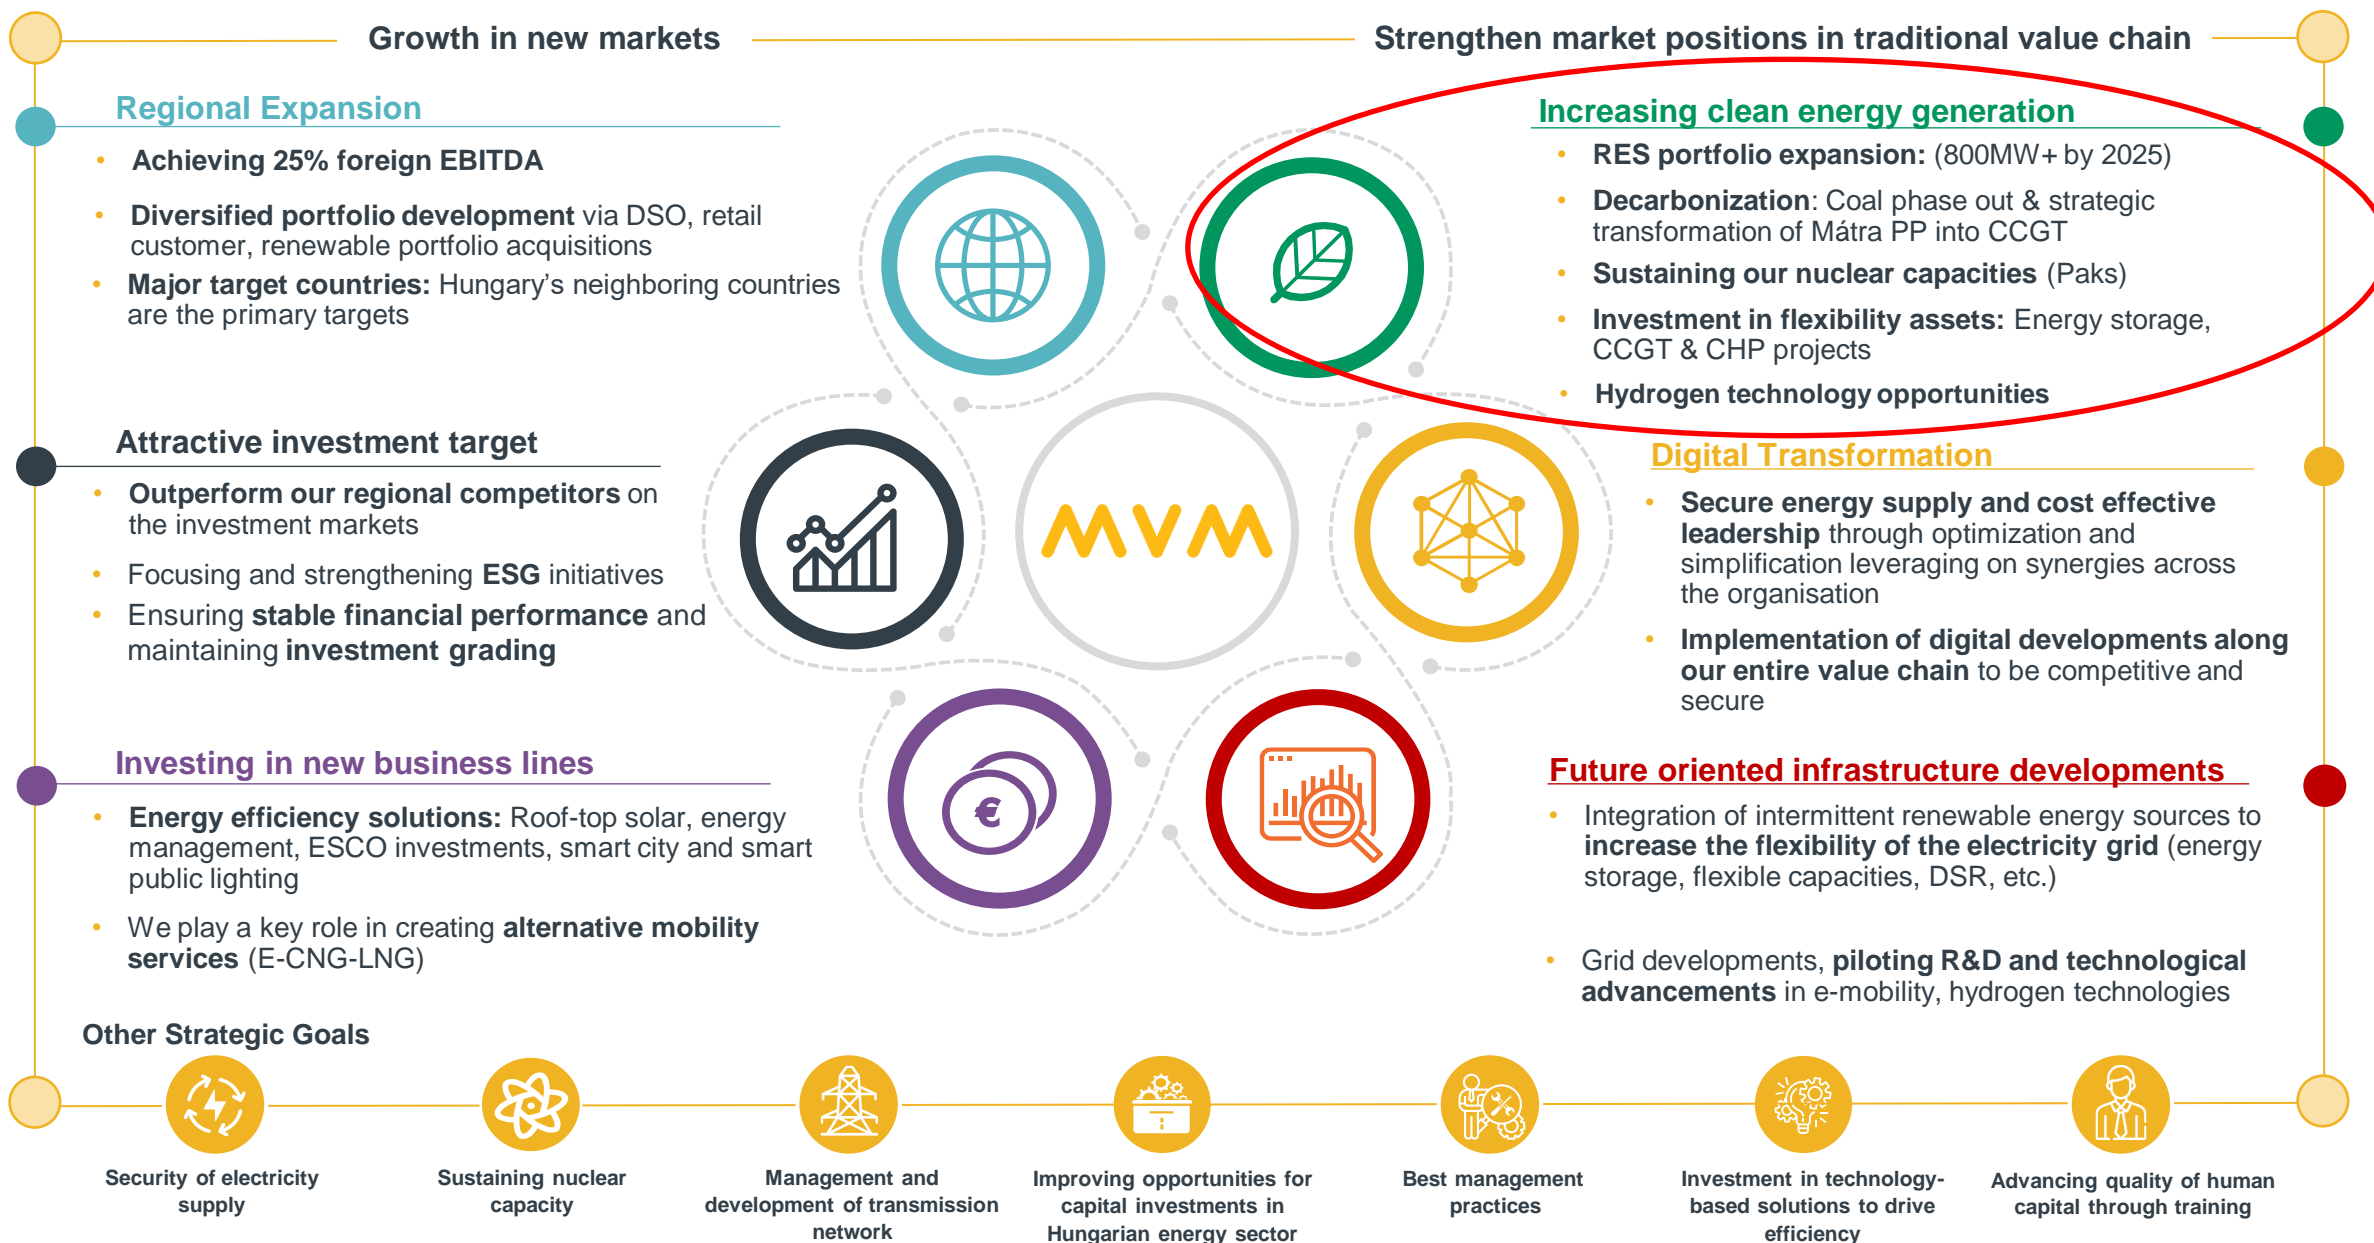 Growth in new markets
Strengthen market positions in traditional value chain
Regional Expansion
• Achieving 25% foreign EBITDA
• Diversified portfolio development via DSO, retail
customer, renewable portfolio acquisitions
• Major target countries: Hungary's neighboring countries
are the primary targets
Attractive investment target
• Outperform our regional competitors on
the investment markets
• Focusing and strengthening ESG initiatives
• Ensuring stable financial performance and
maintaining investment grading
Investing in new business lines
• Energy efficiency solutions: Roof-top solar, energy
management, ESCO investments, smart city and smart
public lighting
• We play a key role in creating alternative mobility
services (E-CNG-LNG)
MVM
€
Increasing clean energy generation
• RES portfolio expansion: (800MW+ by 2025)
• Decarbonization: Coal phase out & strategic
transformation of Mátra PP into CCGT
• Sustaining our nuclear capacities (Paks)
• Investment in flexibility assets: Energy storage,
CCGT & CHP projects
• Hydrogen technology opportunities
Digital Transformation
• Secure energy supply and cost effective
leadership through optimization and
simplification leveraging on synergies across
the organisation
• Implementation of digital developments along
our entire value chain to be competitive and
secure
Future oriented infrastructure developments
• Integration of intermittent renewable energy sources to
increase the flexibility of the electricity grid (energy
storage, flexible capacities, DSR, etc.)
• Grid developments, piloting R&D and technological
advancements in e-mobility, hydrogen technologies
Other Strategic Goals
Security of electricity
supply
Sustaining nuclear
capacity
Management and
development of transmission
network
Improving opportunities for
capital investments in
Hungarian energy sector
Best management
practices
Investment in technology-
based solutions to drive
efficiency
Advancing quality of human
capital through training